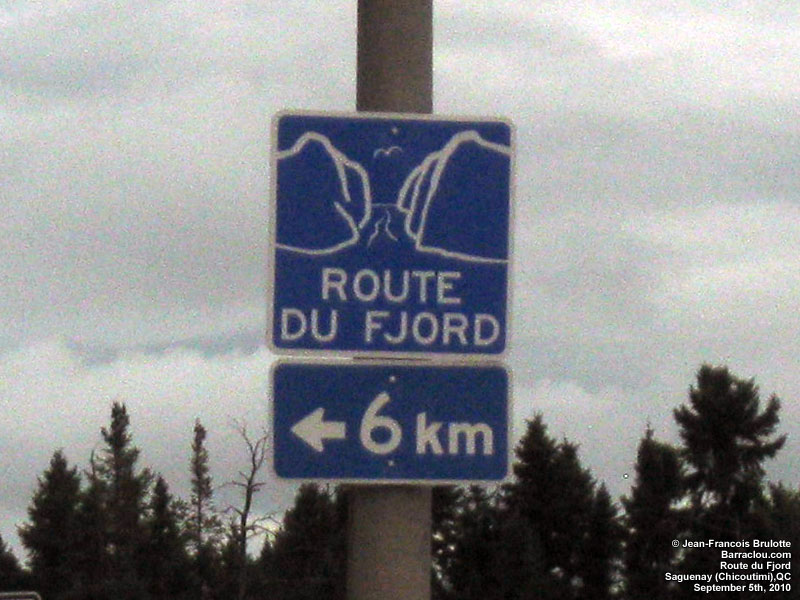 ROUTE
DU FJORD
← 6 km
© Jean-Francois Brulotte
Barraclou.com
Route du Fjord
Saguenay (Chicoutimi),QC
September 5th, 2010